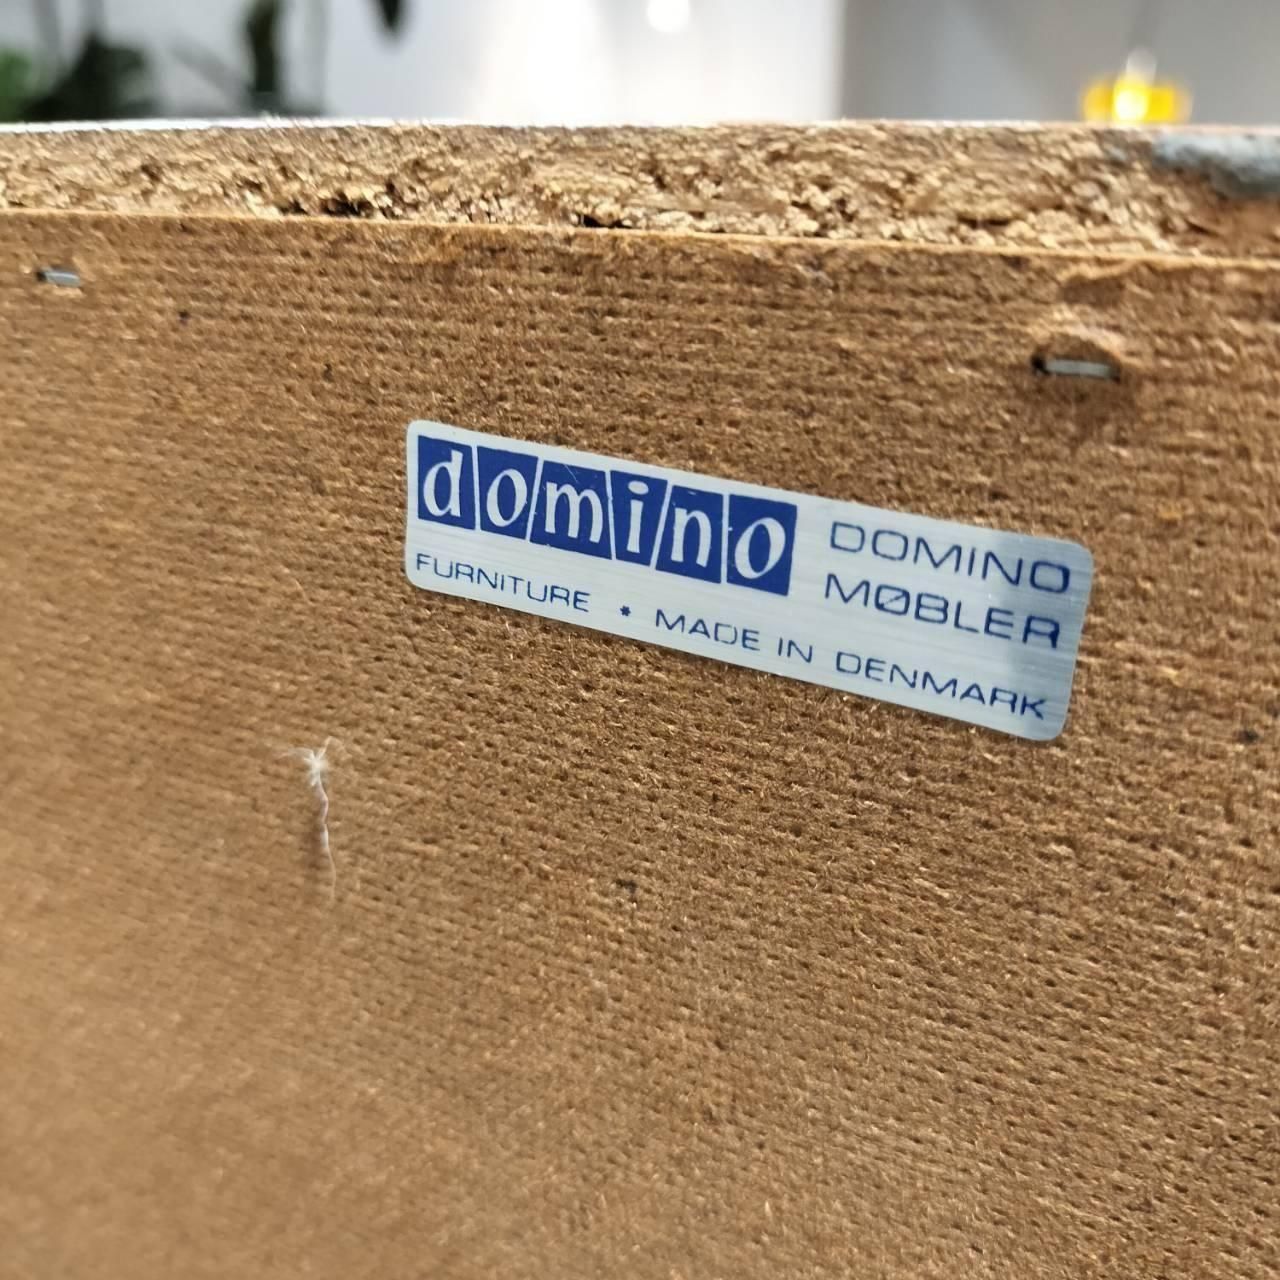 domino
DOMINO
MØBLER
FURNITURE * MADE IN DENMARK